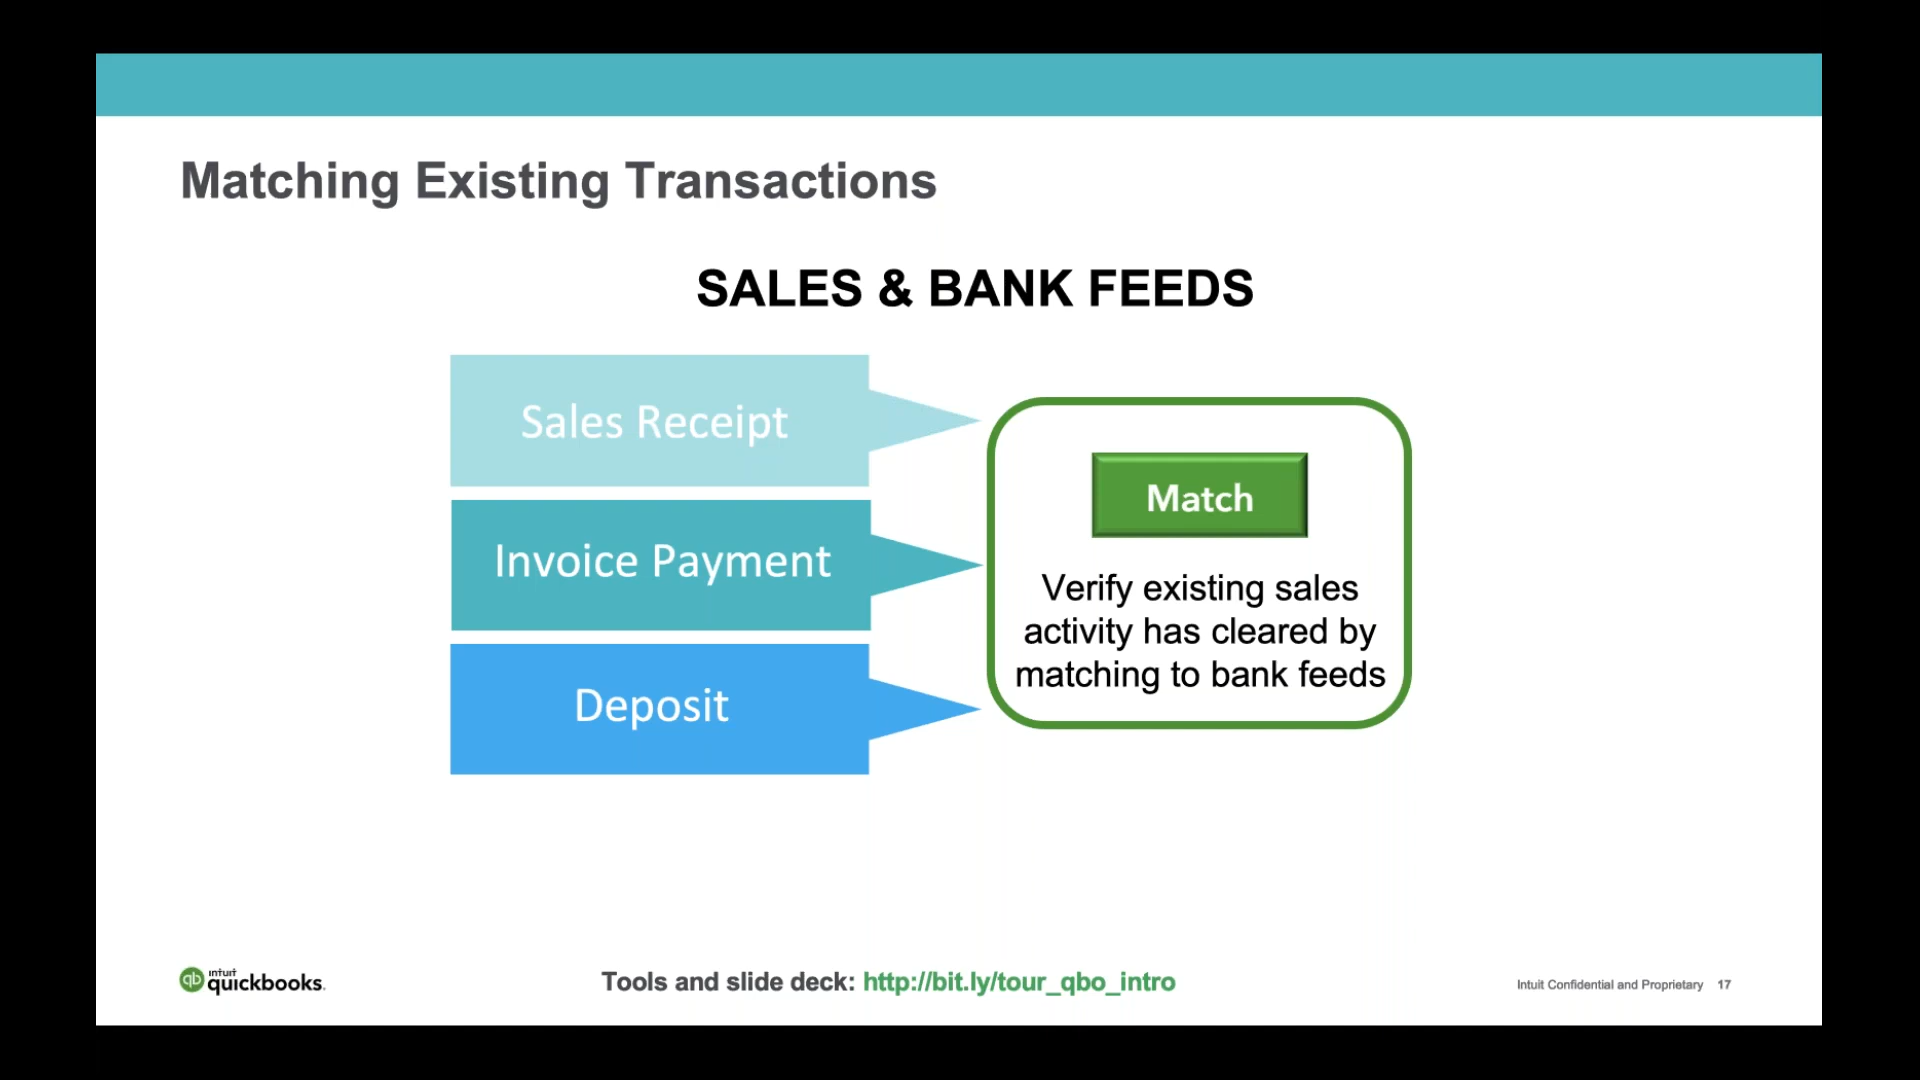 Matching Existing Transactions
SALES & BANK FEEDS
Sales Receipt
Invoice Payment
Deposit
Match
Verify existing sales
activity has cleared by
matching to bank feeds
qb intuit quickbooks.
Tools and slide deck: http://bit.ly/tour_qbo_intro
Intuit Confidential and Proprietary 17